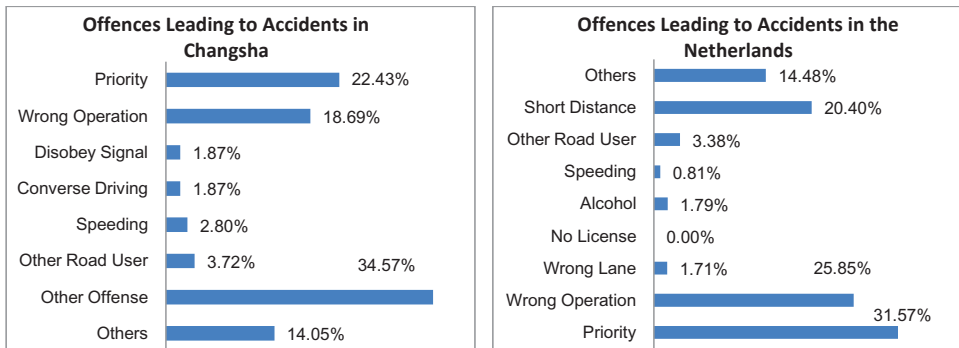 Offences Leading to Accidents in
Changsha
Priority 22.43%
Wrong Operation 18.69%
Disobey Signal 1.87%
Converse Driving 1.87%
Speeding 2.80%
Other Road User 3.72% 34.57%
Other Offense
Others 14.05%
Offences Leading to Accidents in the
Netherlands
Others 14.48%
Short Distance 20.40%
Other Road User 3.38%
Speeding 0.81%
Alcohol 1.79%
No License 0.00%
Wrong Lane 1.71% 25.85%
Wrong Operation
31.57%
Priority